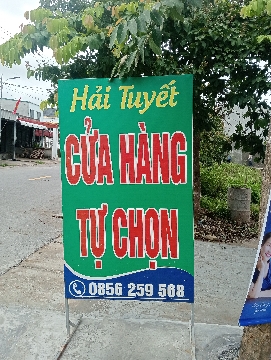 Hải Tuyết
CỬA HÀNG
TỰ CHỌN
0856 259 568